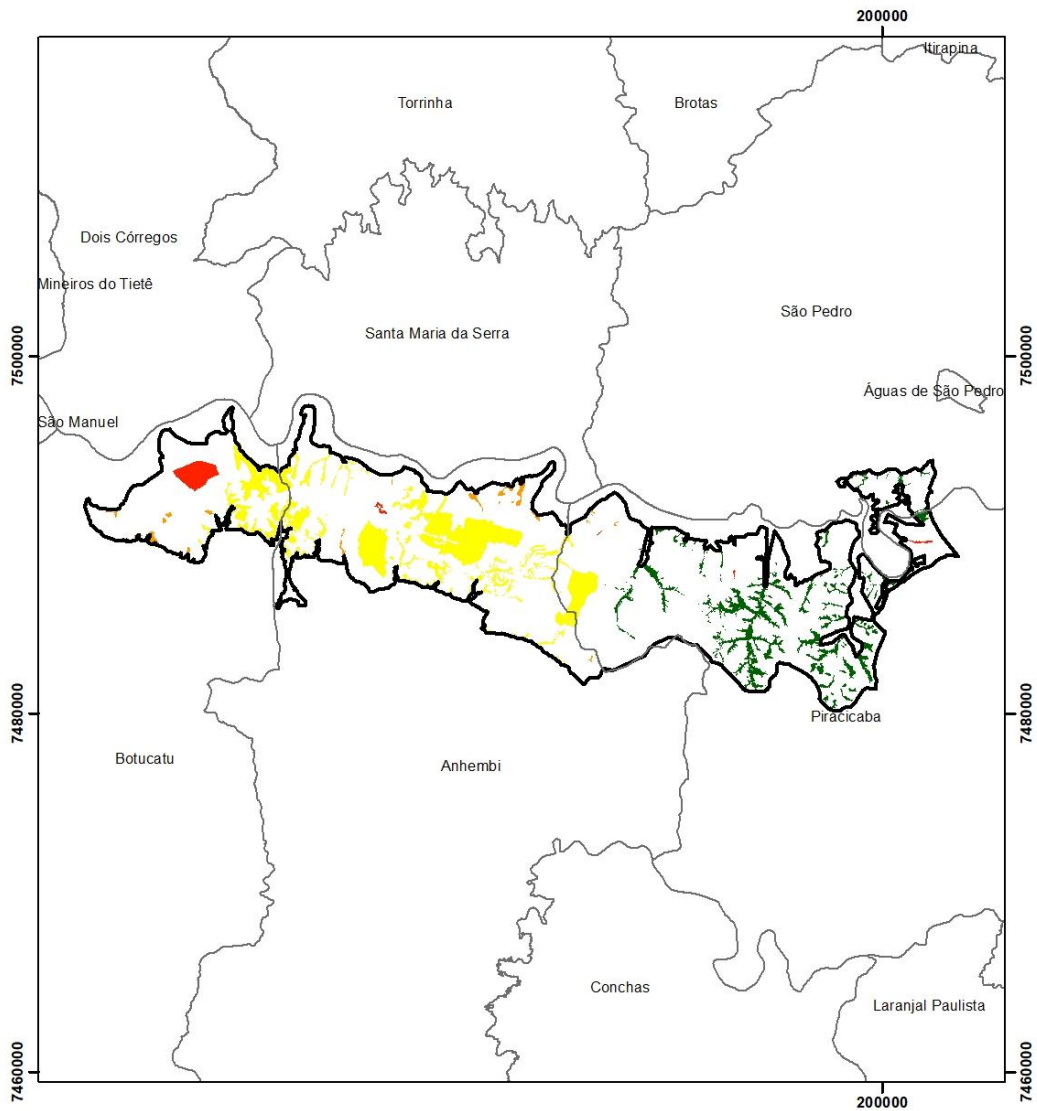 200000
Itirapina
Torrinha
Brotas
Dois Córregos
Mineiros do Tietê
São Pedro
Santa Maria da Serra
7500000
7500000
Águas de São Pedro
São Manuel
7480000
7480000
Piracicaba
Botucatu
Anhembi
Conchas
Laranjal Paulista
7460000
7460000
200000